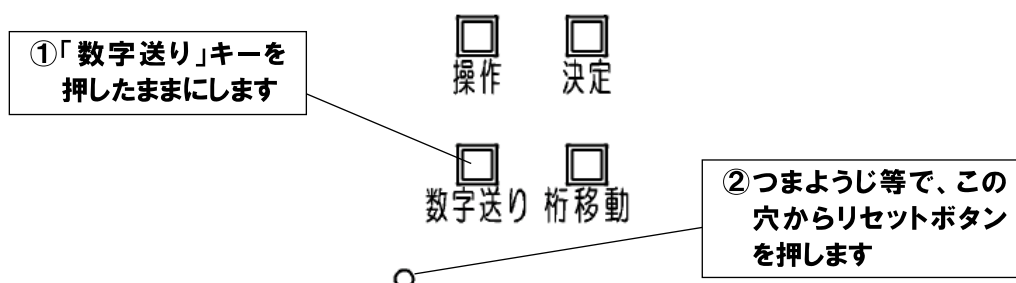 操作 決定
①「数字送り」キーを
押したままにします
数字送り 桁移動
②つまようじ等で、この
穴からリセットボタン
を押します